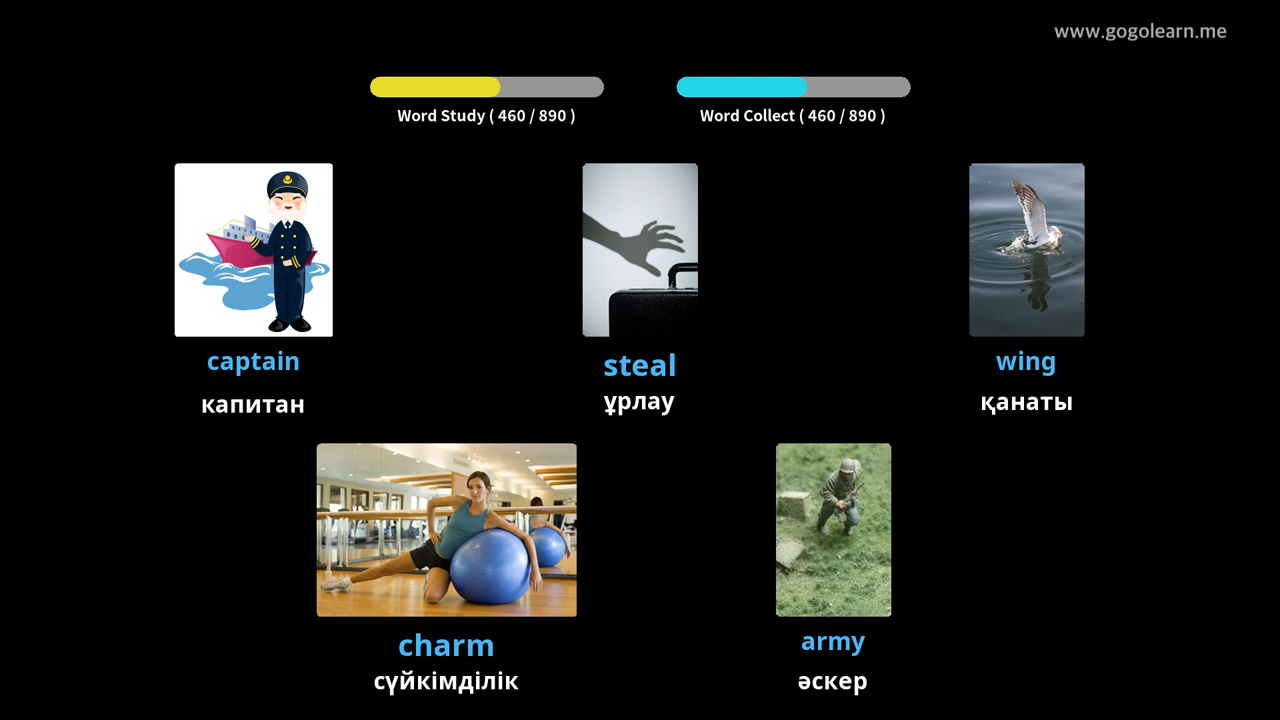 www.gogolearn.me
Word Study ( 460 / 890 )
Word Collect ( 460 / 890 )
captain
капитан
steal
ұрлау
wing
қанаты
charm
сүйкімділік
army
әскер